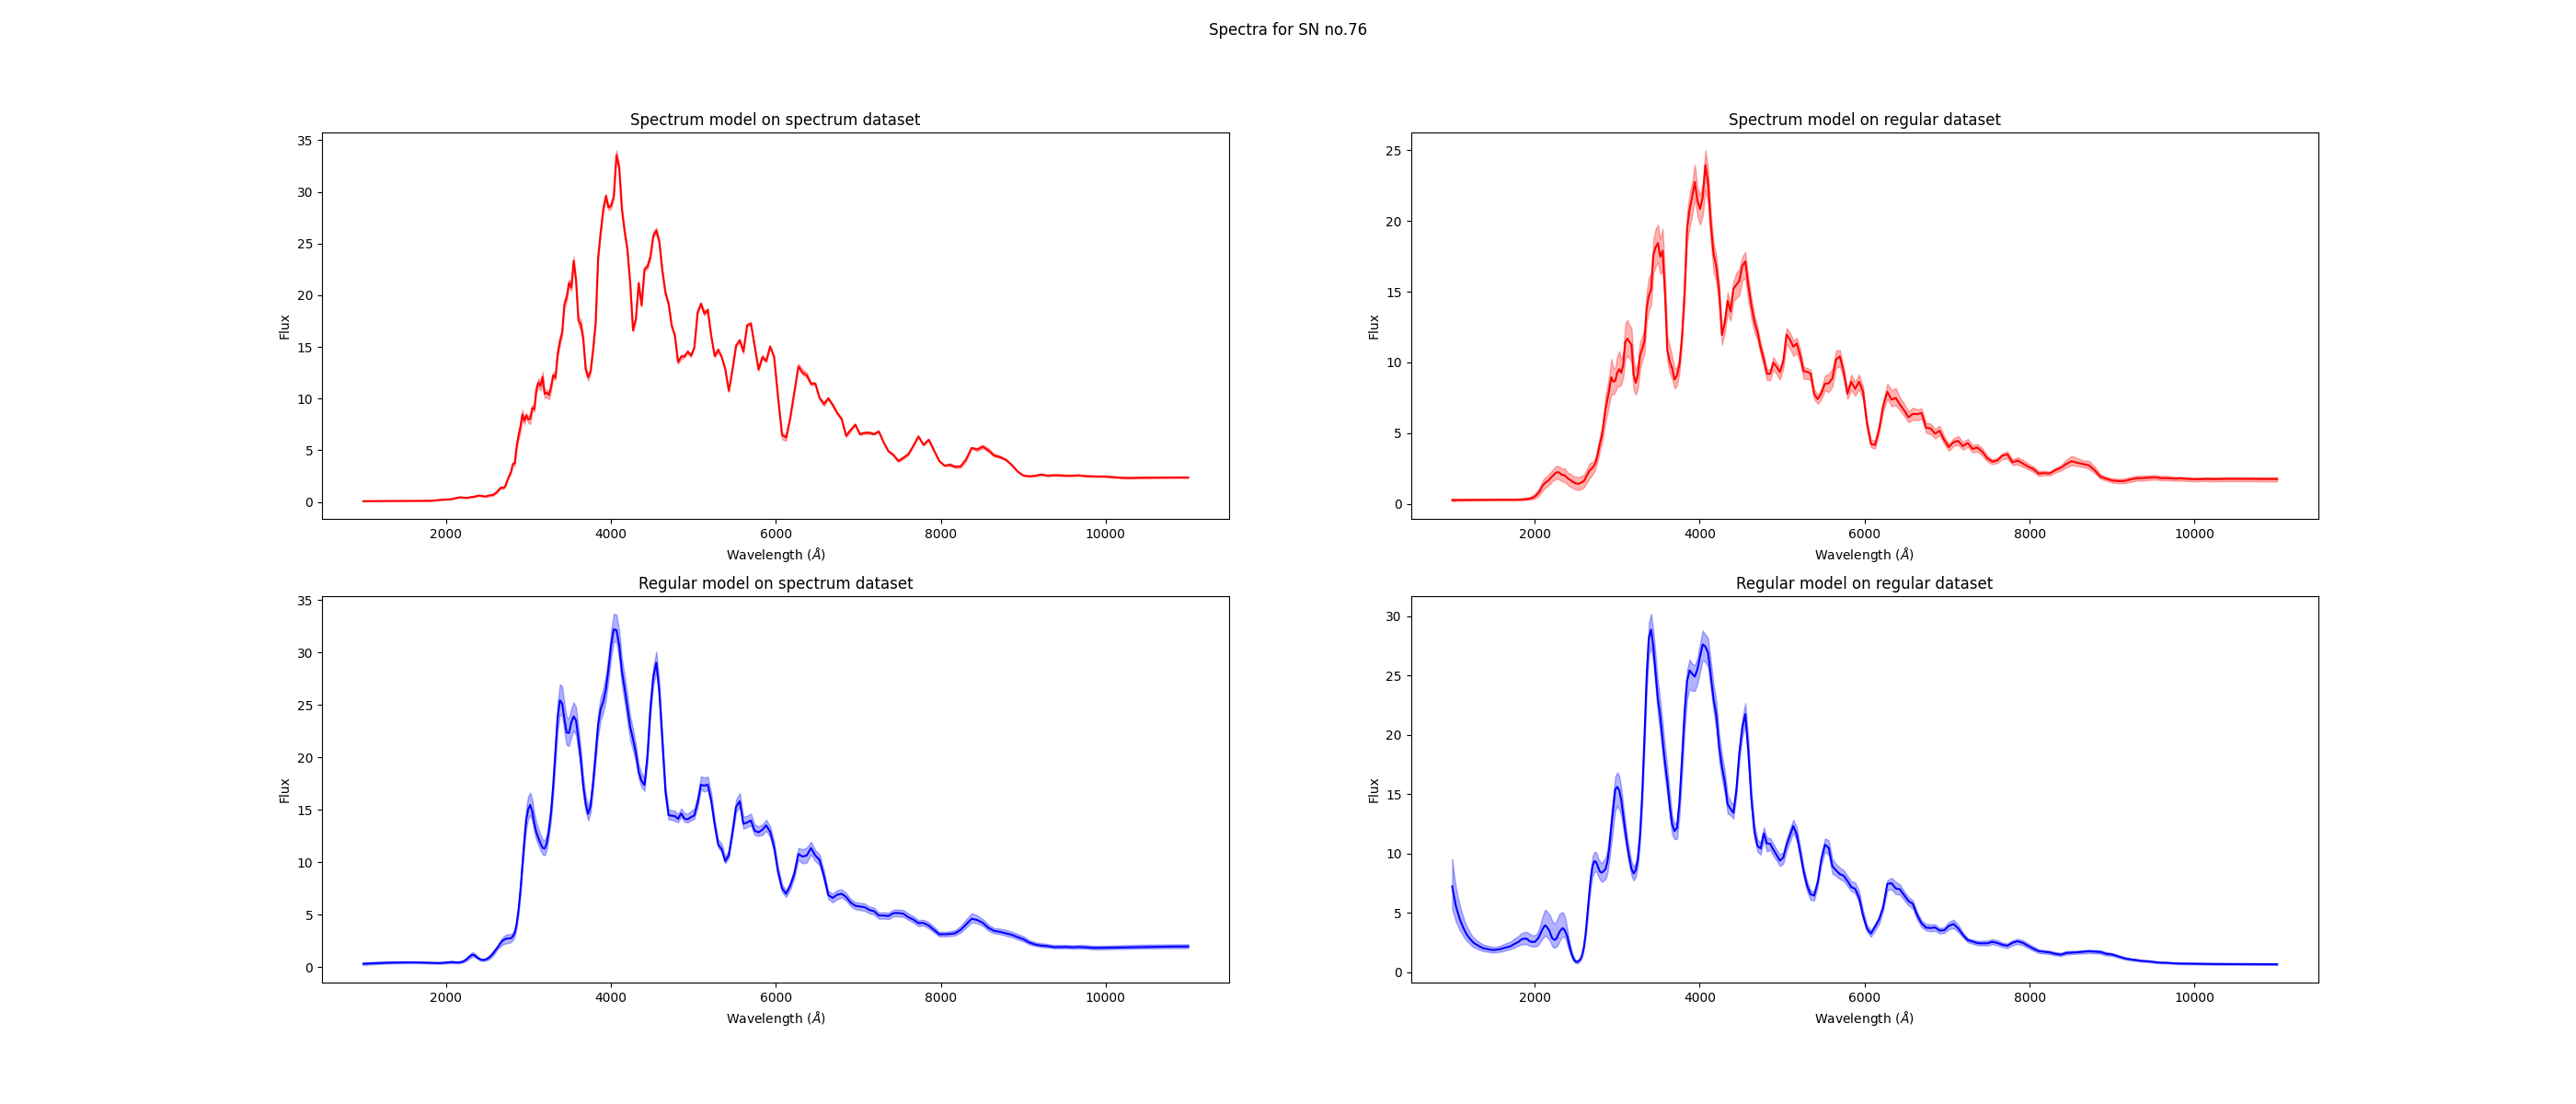 Spectra for SN no.76
Spectrum model on spectrum dataset
35
30
25
20
15
10
5
0
Flux
2000 4000 6000 8000 10000
Wavelength (Å)
Spectrum model on regular dataset
25
20
15
10
5
0
Flux
2000 4000 6000 8000 10000
Wavelength (Å)
Regular model on spectrum dataset
35
30
25
20
15
10
5
0
Flux
2000 4000 6000 8000 10000
Wavelength (Å)
Regular model on regular dataset
30
25
20
15
10
5
0
Flux
2000 4000 6000 8000 10000
Wavelength (Å)